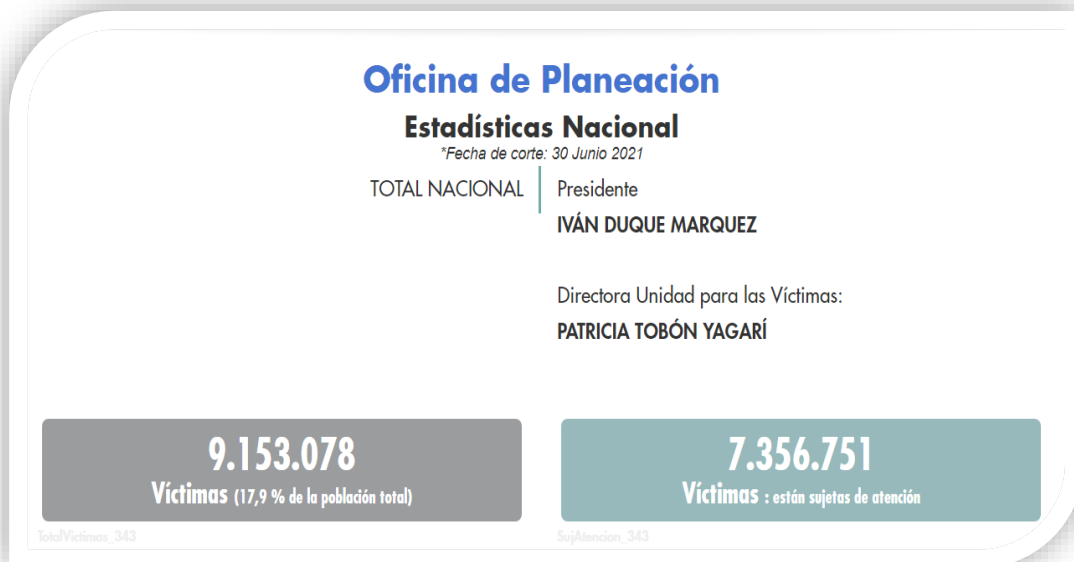 Oficina de Planeación
Estadísticas Nacional
*Fecha de corte: 30 Junio 2021
TOTAL NACIONAL
Presidente
IVÁN DUQUE MARQUEZ
Directora Unidad para las Víctimas:
PATRICIA TOBÓN YAGARÍ
9.153.078
Víctimas (17,9 % de la población total)
TotalVictimas_343
7.356.751
Víctimas : están sujetas de atención
SujAtencion_343